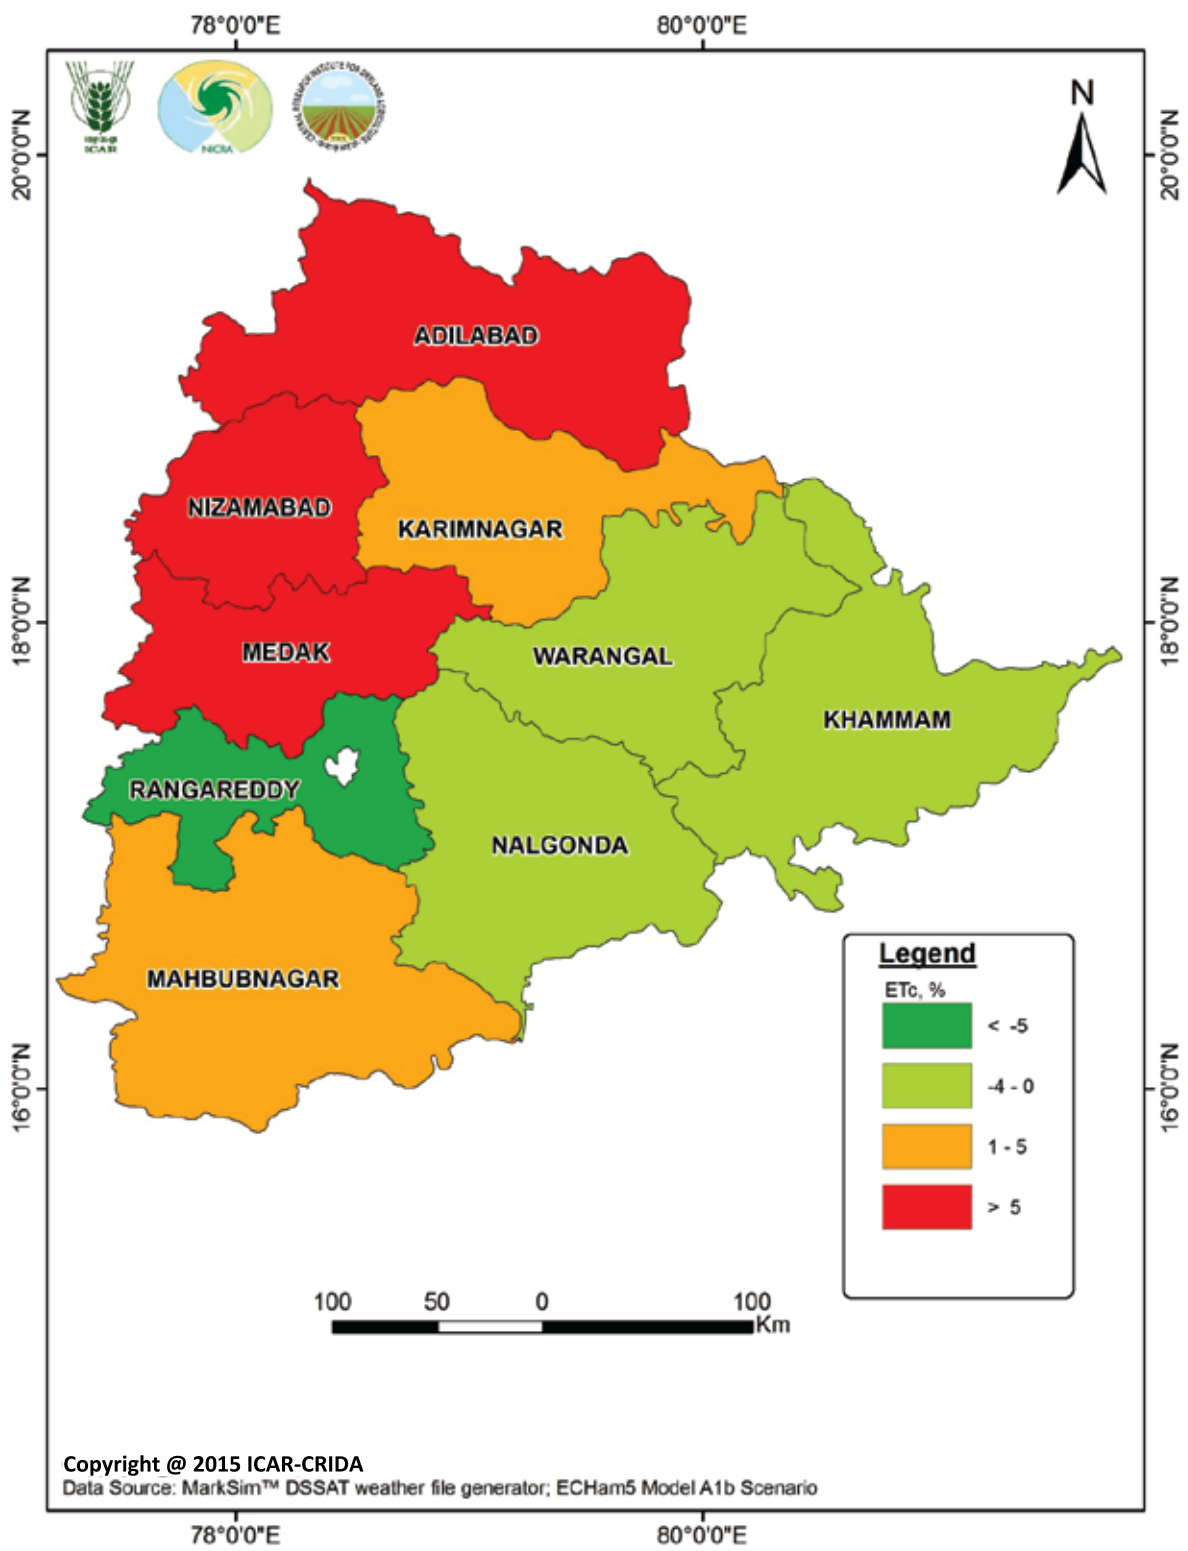 78°0'0"E 80°0'0"E
20°0'0"N 20°0'0"N
ICAR
NICRA
N
ADILABAD
NIZAMABAD
KARIMNAGAR
18°0'0"N 18°0'0"N
MEDAK
WARANGAL
KHAMMAM
RANGAREDDY
NALGONDA
MAHBUBNAGAR
16°0'0"N 16°0'0"N
Legend
ETc, %
< -5
-4 - 0
1 - 5
> 5
100 50 0 100
Km
Copyright @ 2015 ICAR-CRIDA
Data Source: MarkSim™ DSSAT weather file generator; ECHam5 Model A1b Scenario
78°0'0"E 80°0'0"E